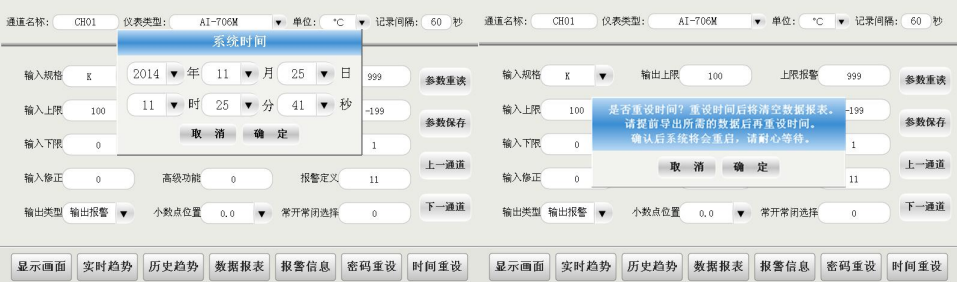 通道名称: CH01 仪表类型: AI-706M 单位: °C 记录间隔: 60 秒
系统时间
2014 年 11 月 25 日
11 时 25 分 41 秒
取 消 确 定
输入规格 K 999 参数重读
输入上限 100 -199 参数保存
输入下限 0 1
上一通道
输入修正 0 高级功能 0 报警定义 11
输出类型 输出报警 小数点位置 0.0 常开常闭选择 0 下一通道
显示画面 实时趋势 历史趋势 数据报表 报警信息 密码重设 时间重设
通道名称: CH01 仪表类型: AI-706M 单位: °C 记录间隔: 60 秒
输入规格 K 输出上限 100 上限报警 999 参数重读
输入上限 100 -199 参数保存
是否重设时间？重设时间后将清空数据报表。
请提前导出所需的数据后再重设时间。
确认后系统将会重启，请耐心等待。
取 消 确 定
输入下限 0 1
上一通道
输入修正 0 11
输出类型 输出报警 小数点位置 0.0 常开常闭选择 0 下一通道
显示画面 实时趋势 历史趋势 数据报表 报警信息 密码重设 时间重设